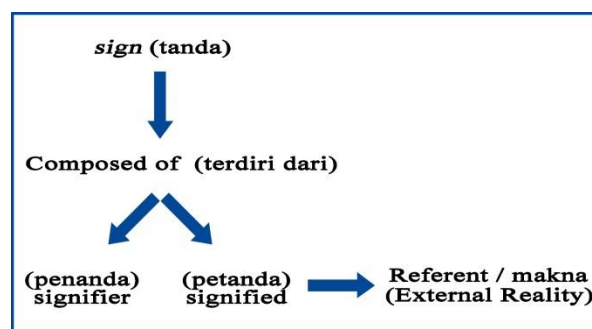 sign (tanda)
Composed of (terdiri dari)
(penanda)
signifier
(petanda)
signified
Referent / makna
(External Reality)